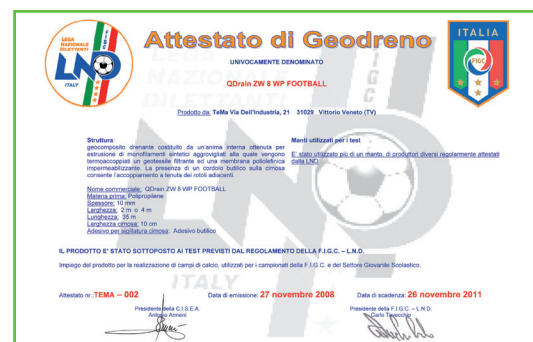 LEGA
NAZIONALE
DILETTANTI
F.I.G.C.
LND
Attestato di Geodreno
ITALIA
FIGC
UNIVOCAMENTE DENOMINATO
QDrain ZW 8 WP FOOTBALL
Prodotto da: TeMa Via Dell'Industria, 21 31029 Vittorio Veneto (TV)
Struttura:
geocomposito drenante costituito da un'anima interna ottenuta per
estrusione di monofilamenti sintetici aggrovigliati alla quale vengono
termoaccoppiati un geotessile filtrante ed una membrana poliolefinica
impermeabilizzante. La presenza di un cordolo butilico sulla cimosa
consente l'accoppiamento a tenuta dei rotoli adiacenti.
Nome commerciale: QDrain ZW 8 WP FOOTBALL
Materia prima: Polipropilene
Spessore: 10 mm
Larghezza: 2 m o 4 m
Lunghezza: 35 m
Larghezza cimosa: 10 cm
Adesivo per sigillatura cimosa: Adesivo butilico
Manti utilizzati per i test
E' stato utilizzato più di un manto, di produttori diversi regolarmente attestati
dalla LND
IL PRODOTTO E' STATO SOTTOPOSTO AI TEST PREVISTI DAL REGOLAMENTO DELLA F.I.G.C. – L.N.D.
Impiego del prodotto per la realizzazione di campi di calcio, utilizzati per i campionati della F.I.G.C. e del Settore Giovanile Scolastico.
Attestato nr.: TEMA – 002
Data di emissione: 27 novembre 2008
Data di scadenza: 26 novembre 2011
Presidente della C.I.S.E.A.
Antonio Armeni
Presidente della F.I.G.C. – L.N.D.
Carlo Tavecchio